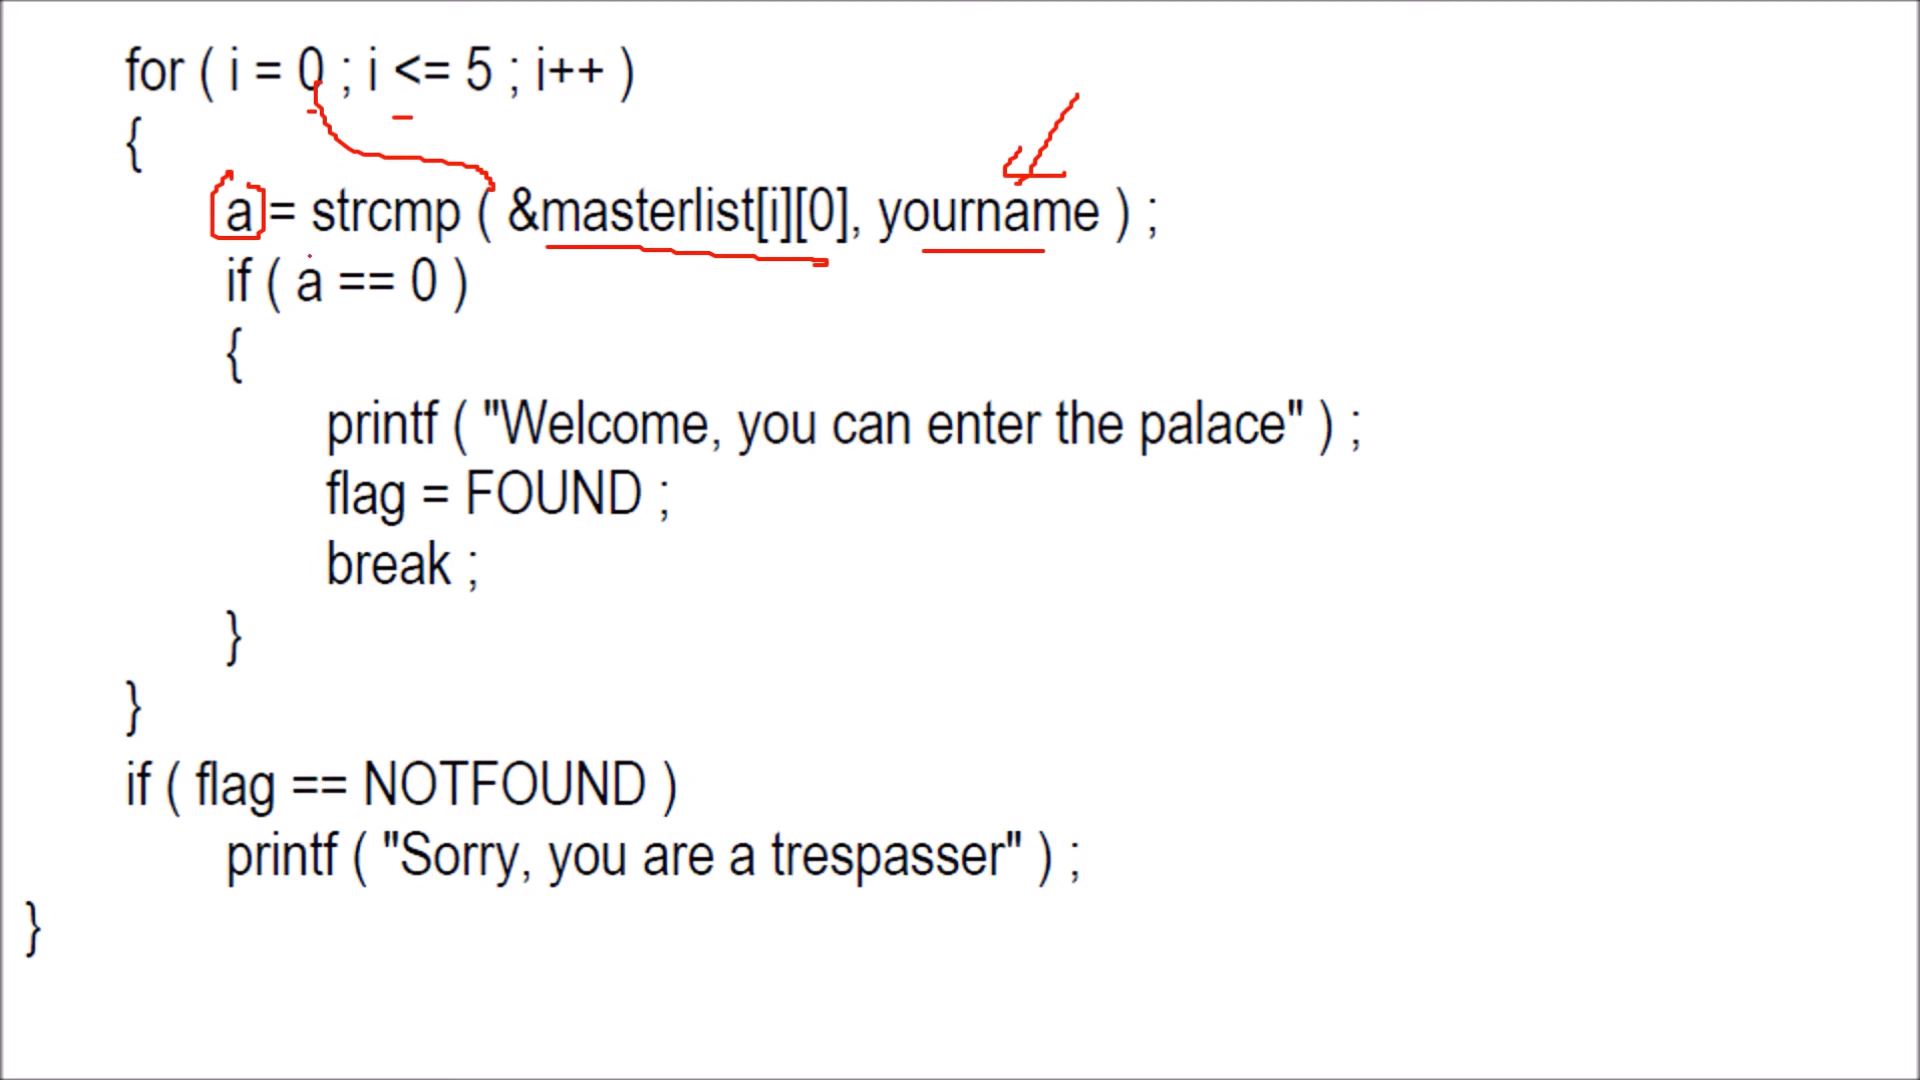 for ( i = 0 ; i <= 5 ; i++ )
{
a = strcmp ( &masterlist[i][0], yourname ) ;
if ( a == 0 )
{
printf ( "Welcome, you can enter the palace" ) ;
flag = FOUND ;
break ;
}
}
if ( flag == NOTFOUND )
printf ( "Sorry, you are a trespasser" ) ;
}